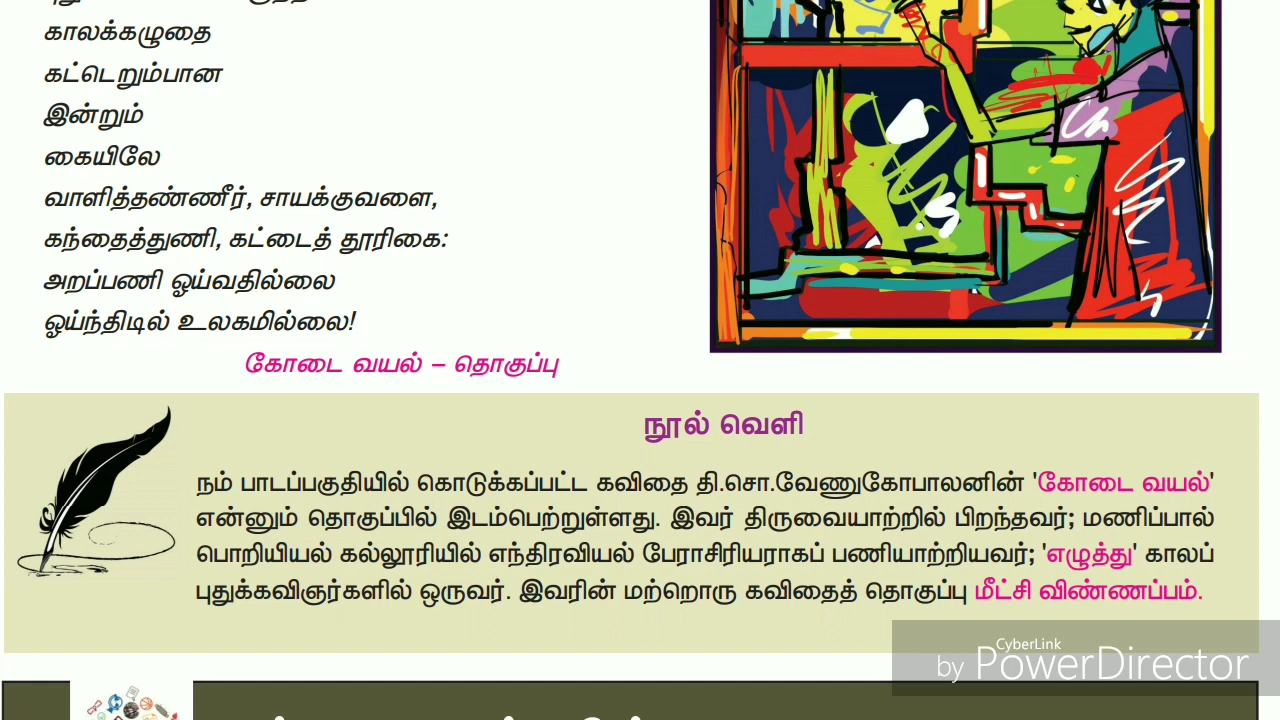 காலக்கழுதை
கட்டெறும்பான
இன்றும்
கையிலே
வாளித்தண்ணீர், சாயக்குவளை,
கந்தைத்துணி, கட்டைத் தூரிகை:
அறப்பணி ஓய்வதில்லை
ஓய்ந்திடில் உலகமில்லை!
கோடை வயல் – தொகுப்பு
நூல் வெளி
நம் பாடப்பகுதியில் கொடுக்கப்பட்ட கவிதை தி.சொ.வேணுகோபாலனின் 'கோடை வயல்'
என்னும் தொகுப்பில் இடம்பெற்றுள்ளது. இவர் திருவையாற்றில் பிறந்தவர்; மணிப்பால்
பொறியியல் கல்லூரியில் எந்திரவியல் பேராசிரியராகப் பணியாற்றியவர்; 'எழுத்து' காலப்
புதுக்கவிஞர்களில் ஒருவர். இவரின் மற்றொரு கவிதைத் தொகுப்பு மீட்சி விண்ணப்பம்.
CyberLink
by PowerDirector